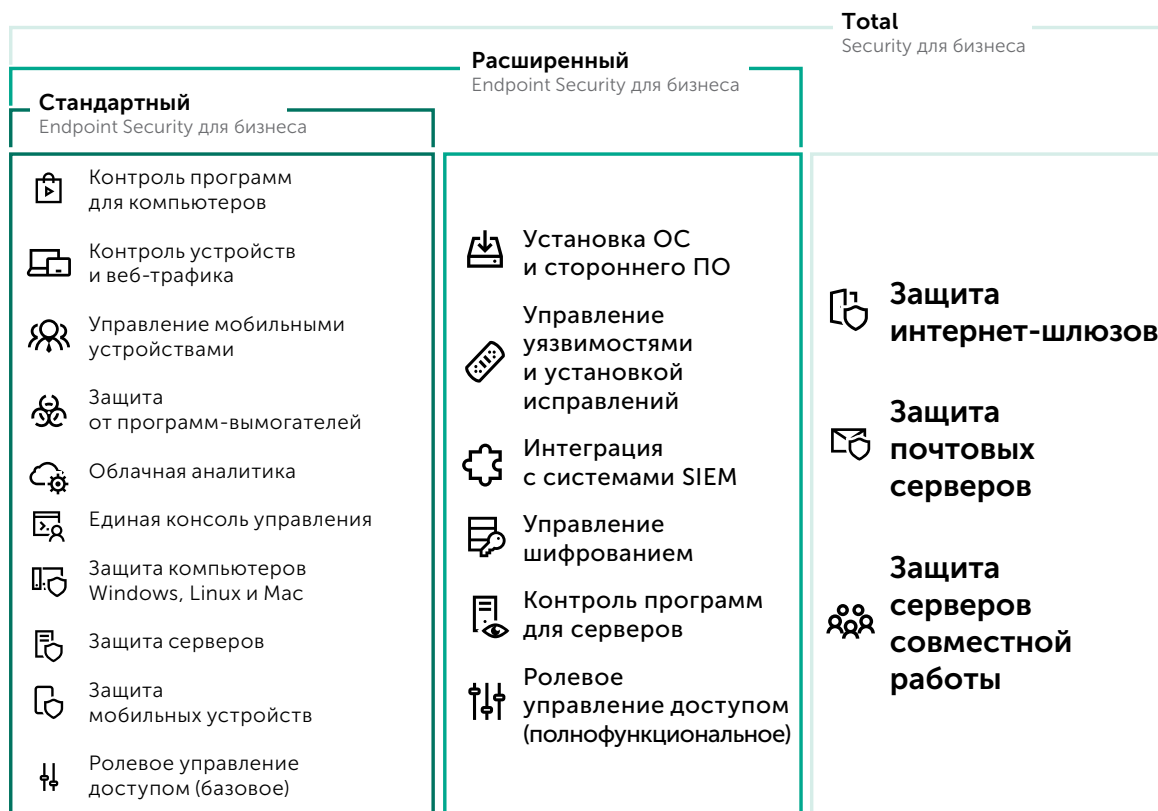 Total
Security для бизнеса
Расширенный
Endpoint Security для бизнеса
Стандартный
Endpoint Security для бизнеса
Контроль программ
для компьютеров
Контроль устройств
и веб-трафика
Управление мобильными
устройствами
Защита
от программ-вымогателей
Облачная аналитика
Единая консоль управления
Защита компьютеров
Windows, Linux и Mac
Защита серверов
Защита
мобильных устройств
Ролевое управление
доступом (базовое)
Установка ОС
и стороннего ПО
Управление
уязвимостями
и установкой
исправлений
Интеграция
с системами SIEM
Управление
шифрованием
Контроль программ
для серверов
Ролевое
управление доступом
(полнофункциональное)
Защита
интернет-шлюзов
Защита
почтовых
серверов
Защита
серверов
совместной
работы